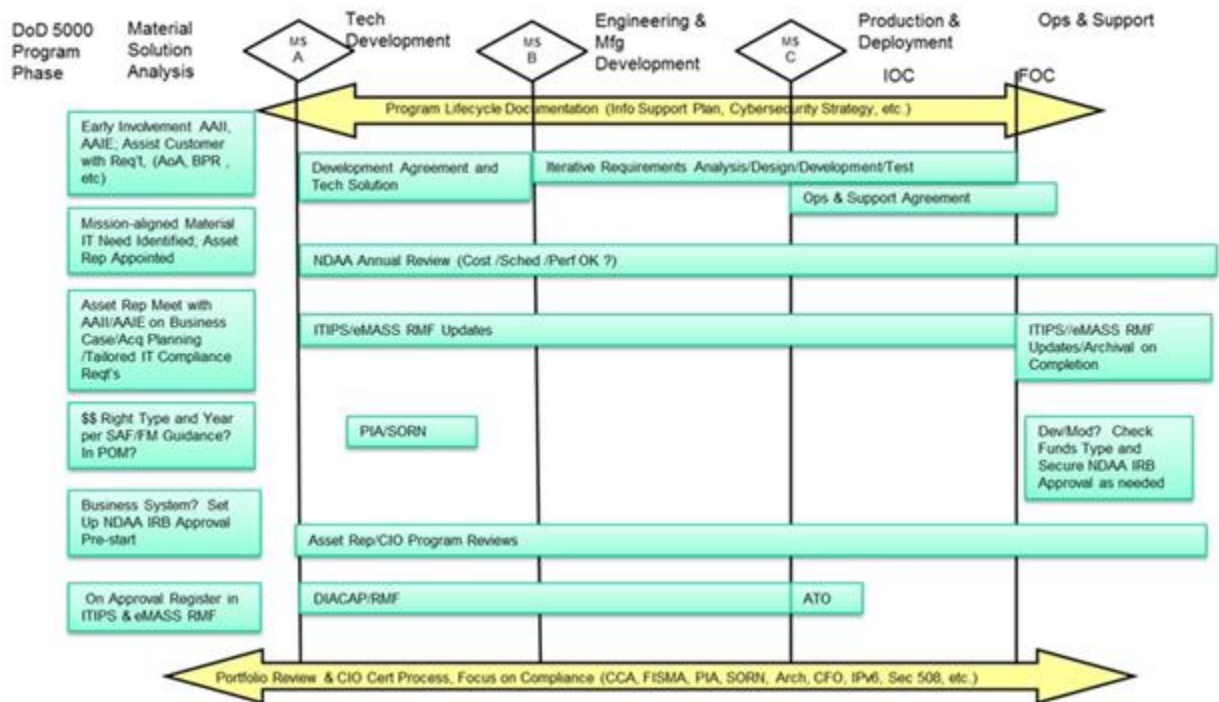 DoD 5000
Program
Phase
Material
Solution
Analysis
MS
A
Tech
Development
MS
B
Engineering &
Mfg
Development
MS
C
Production &
Deployment
IOC
Ops & Support
FOC
Program Lifecycle Documentation (Info Support Plan, Cybersecurity Strategy, etc.)
Early Involvement AAII,
AAIE; Assist Customer
with Req't, (AoA, BPR ,
etc)
Development Agreement and
Tech Solution
Iterative Requirements Analysis/Design/Development/Test
Ops & Support Agreement
Mission-aligned Material
IT Need Identified; Asset
Rep Appointed
NDAA Annual Review (Cost /Sched /Perf OK ?)
Asset Rep Meet with
AAII/AAIE on Business
Case/Acq Planning
/Tailored IT Compliance
Reqt's
ITIPS/eMASS RMF Updates
ITIPS//eMASS RMF
Updates/Archival on
Completion
$$ Right Type and Year
per SAF/FM Guidance?
In POM?
PIA/SORN
Dev/Mod? Check
Funds Type and
Secure NDAA IRB
Approval as needed
Business System? Set
Up NDAA IRB Approval
Pre-start
Asset Rep/CIO Program Reviews
On Approval Register in
ITIPS & eMASS RMF
DIACAP/RMF
ATO
Portfolio Review & CIO Cert Process, Focus on Compliance (CCA, FISMA, PIA, SORN, Arch, CFO, IPv6, Sec 508, etc.)